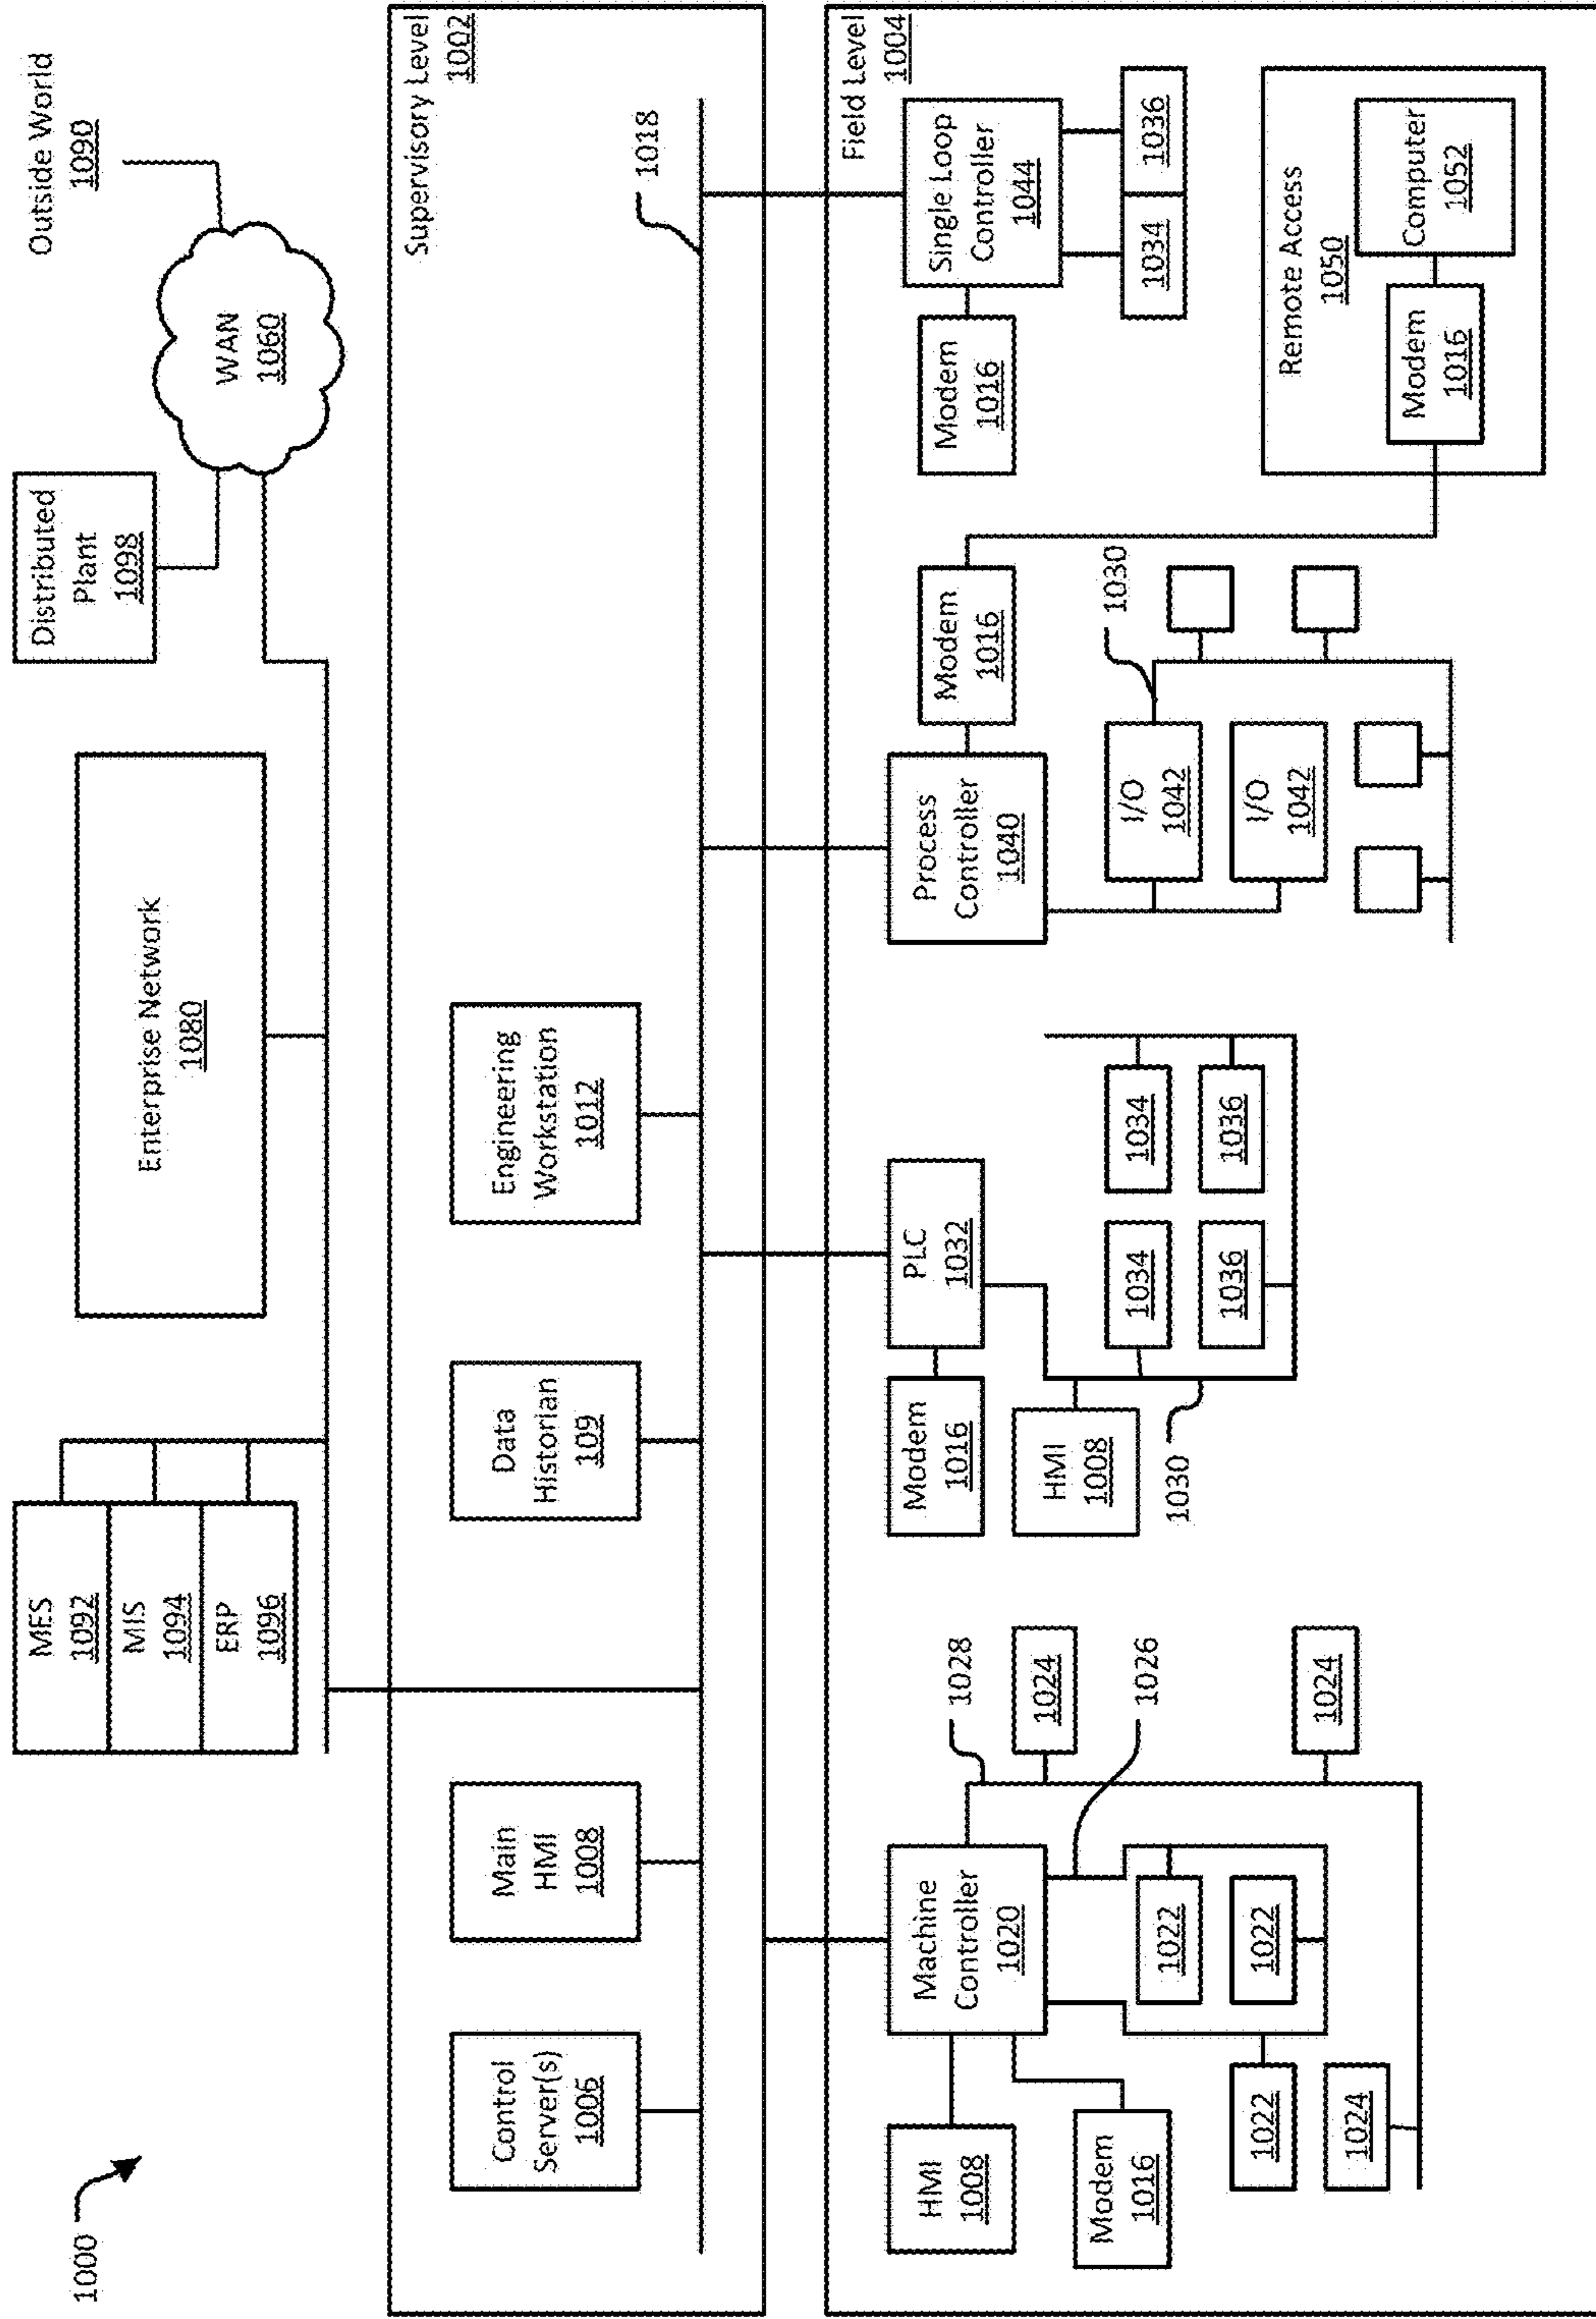 1000
MES
1092
MIS
1094
ERP
1096
Enterprise Network
1080
Distributed
Plant
1098
WAN
1060
Outside World
1090
Supervisory Level
1002
Control
Server(s)
1006
Main
HMI
1008
Data
Historian
109
Engineering
Workstation
1012
1018
Field Level
1004
HMI
1008
Modem
1016
Machine
Controller
1020
1028
1024
1026
1022
1022
1022
1024
1024
Modem
1016
PLC
1032
HMI
1008
1030
1034
1034
1036
1036
Process
Controller
1040
Modem
1016
I/O
1042
I/O
1042
1030
Modem
1016
Single Loop
Controller
1044
1034
1036
Remote Access
1050
Modem
1016
Computer
1052